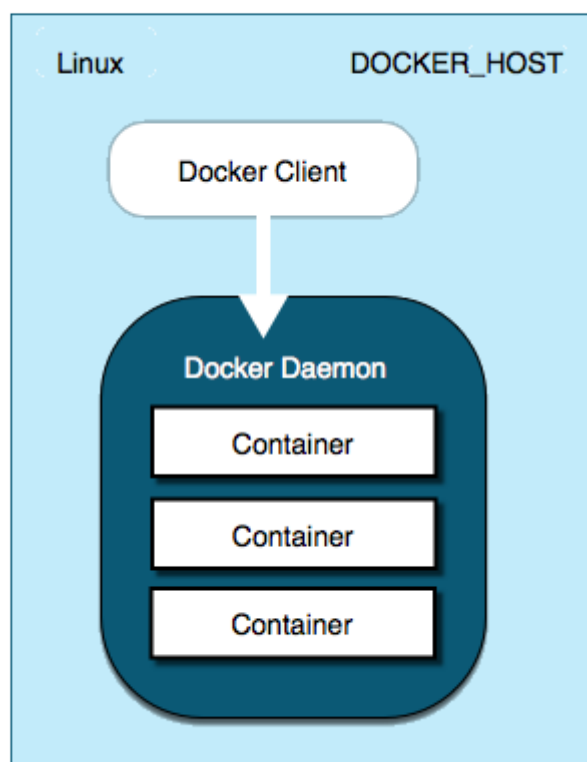 Linux DOCKER_HOST
Docker Client
Docker Daemon
Container
Container
Container